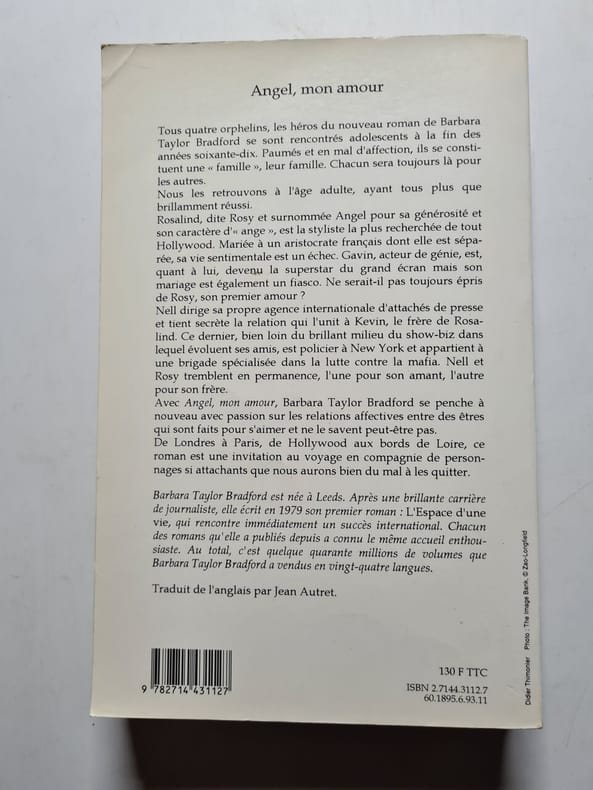 Angel, mon amour
Tous quatre orphelins, les héros du nouveau roman de Barbara
Taylor Bradford se sont rencontrés adolescents à la fin des
années soixante-dix. Paumés et en mal d'affection, ils se consti-
tuent une « famille », leur famille. Chacun sera toujours là pour
les autres.
Nous les retrouvons à l'âge adulte, ayant tous plus que
brillamment réussi.
Rosalind, dite Rosy et surnommée Angel pour sa générosité et
son caractère d'« ange », est la styliste la plus recherchée de tout
Hollywood. Mariée à un aristocrate français dont elle est sépa-
rée, sa vie sentimentale est un échec. Gavin, acteur de génie, est,
quant à lui, devenu la superstar du grand écran mais son
mariage est également un fiasco. Ne serait-il pas toujours épris
de Rosy, son premier amour ?
Nell dirige sa propre agence internationale d'attachés de presse
et tient secrète la relation qui l'unit à Kevin, le frère de Rosa-
lind. Ce dernier, bien loin du brillant milieu du show-biz dans
lequel évoluent ses amis, est policier à New York et appartient à
une brigade spécialisée dans la lutte contre la mafia. Nell et
Rosy tremblent en permanence, l'une pour son amant, l'autre
pour son frère.
Avec Angel, mon amour, Barbara Taylor Bradford se penche à
nouveau avec passion sur les relations affectives entre des êtres
qui sont faits pour s'aimer et ne le savent peut-être pas.
De Londres à Paris, de Hollywood aux bords de Loire, ce
roman est une invitation au voyage en compagnie de person-
nages si attachants que nous aurons bien du mal à les quitter.
Barbara Taylor Bradford est née à Leeds. Après une brillante carrière
de journaliste, elle écrit en 1979 son premier roman : L'Espace d'une
vie, qui rencontre immédiatement un succès international. Chacun
des romans qu'elle a publiés depuis a connu le même accueil enthou-
siaste. Au total, c'est quelque quarante millions de volumes que
Barbara Taylor Bradford a vendus en vingt-quatre langues.
Traduit de l'anglais par Jean Autret.
9 782714 431127
130 F TTC
ISBN 2.7144.3112.7
60.1895.6.93.11
Didier Thimonier Photo : The Image Bank. © Zao-Longfield